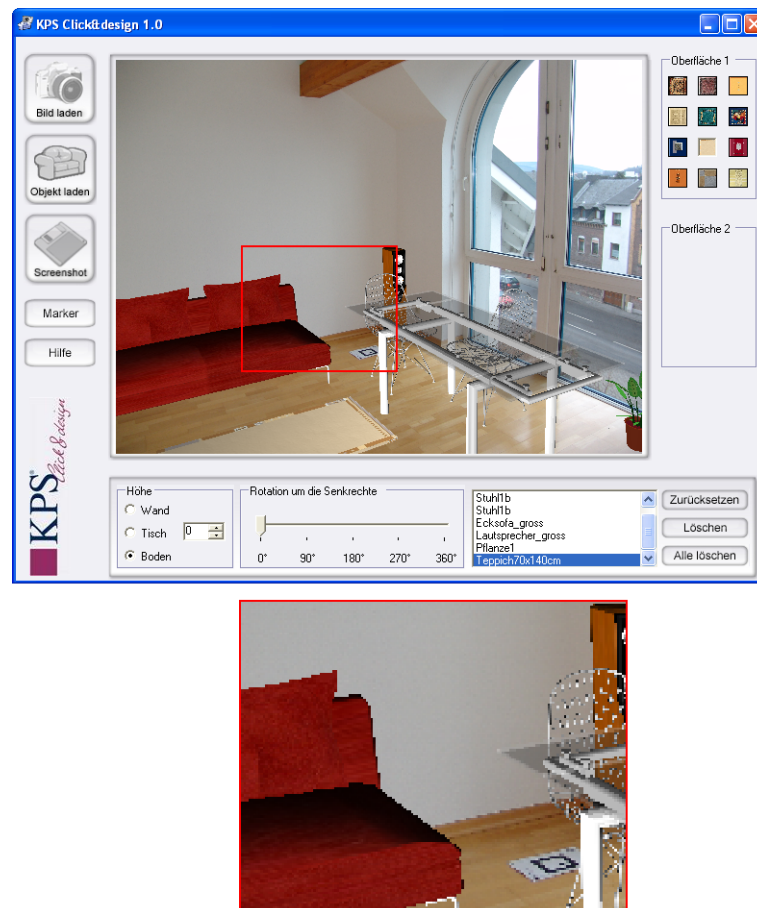 KPS Click&design 1.0
Bild laden
Objekt laden
Screenshot
Marker
Hilfe
KPS Click & design
Oberfläche 1
Oberfläche 2
Höhe
Wand
Tisch 0
Boden
Rotation um die Senkrechte
0° 90° 180° 270° 360°
Stuhl1b
Stuhl1b
Ecksofa_gross
Lautsprecher_gross
Pflanze1
Teppich70x140cm
Zurücksetzen
Löschen
Alle löschen